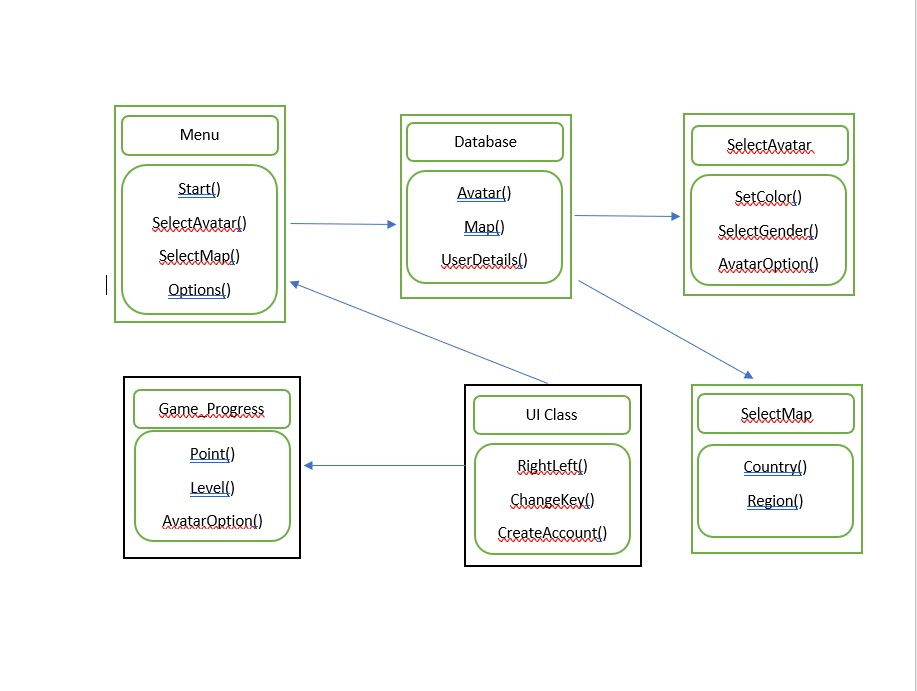 Menu
Start()
SelectAvatar()
SelectMap()
Options()
Database
Avatar()
Map()
UserDetails()
SelectAvatar
SetColor()
SelectGender()
AvatarOption()
Game_Progress
Point()
Level()
AvatarOption()
UI Class
RightLeft()
ChangeKey()
CreateAccount()
SelectMap
Country()
Region()